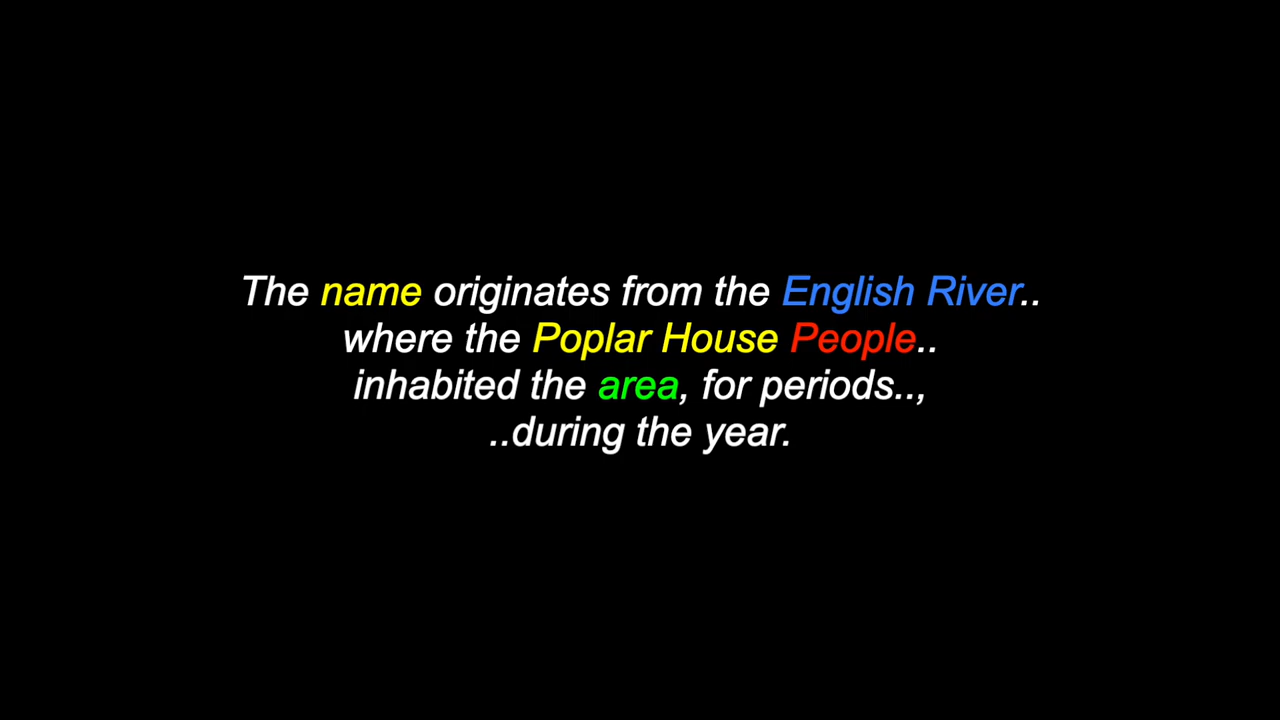 The name originates from the English River..
where the Poplar House People..
inhabited the area, for periods..,
..during the year.